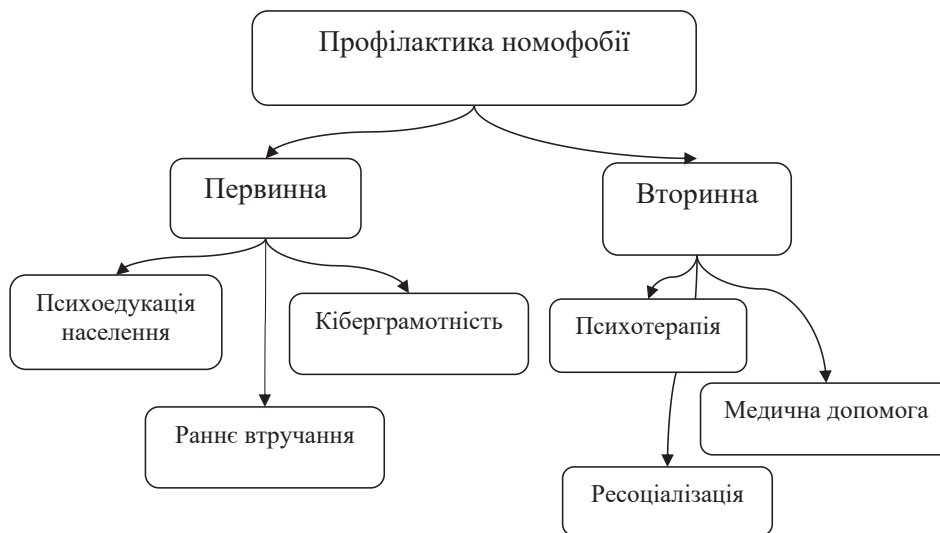 Профілактика номофобії
Первинна
Вторинна
Психоедукація
населення
Кіберграмотність
Психотерапія
Раннє втручання
Медична допомога
Ресоціалізація